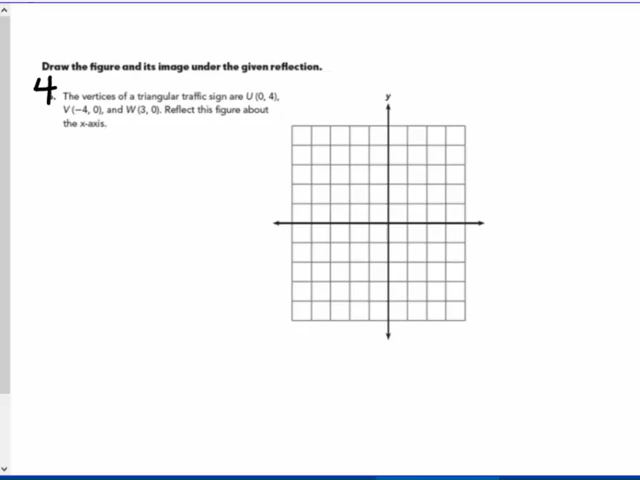 Draw the figure and its image under the given reflection.
4.
The vertices of a triangular traffic sign are U (0, 4),
V (−4, 0), and W (3, 0). Reflect this figure about
the x-axis.
y